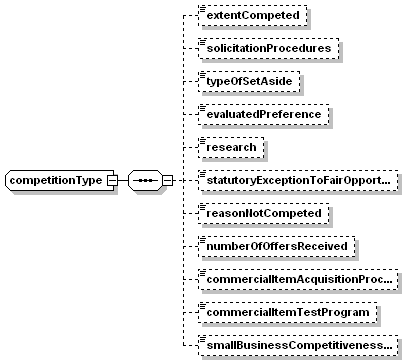 extentCompeted
solicitationProcedures
typeOfSetAside
evaluatedPreference
research
competitionType
statutoryExceptionToFairOpport...
reasonNotCompeted
numberOfOffersReceived
commercialItemAcquisitionProc...
commercialItemTestProgram
smallBusinessCompetitiveness...